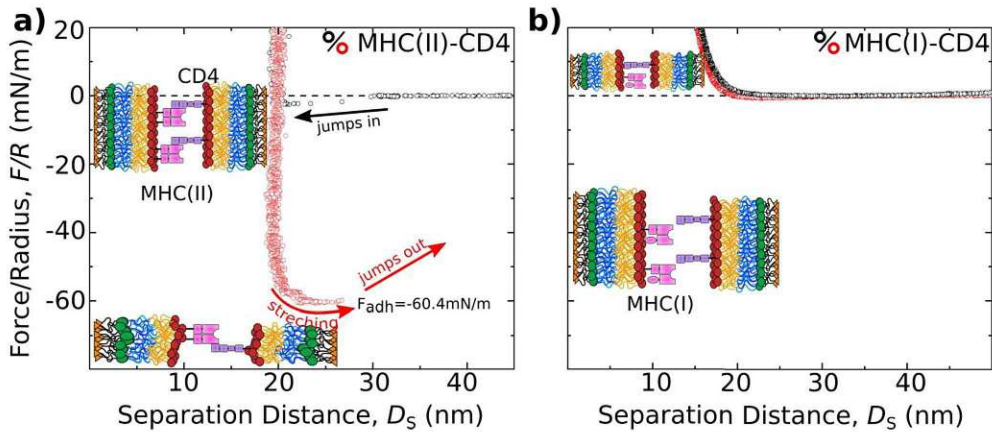 a)
MHC(II)-CD4
CD4
jumps in
MHC(II)
jumps out
streching
Fadh=-60.4mN/m
Force/Radius, F/R (mN/m)
20
0
-20
-40
-60
-80
10
20
30
40
Separation Distance, DS (nm)
b)
MHC(I)-CD4
MHC(I)
10
20
30
40
Separation Distance, DS (nm)